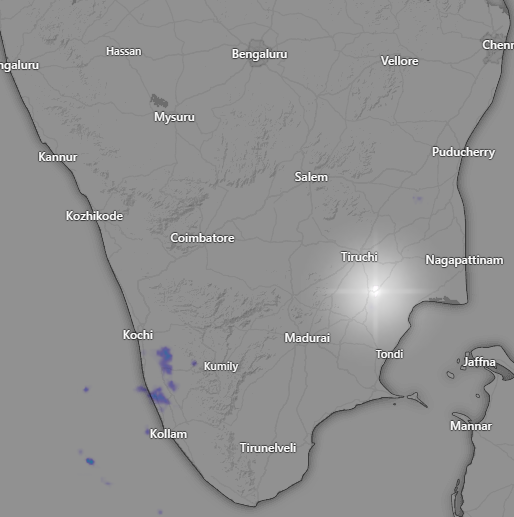 Hassan
Bengaluru
Chenn
ngaluru
Vellore
Mysuru
Kannur
Puducherry
Salem
Kozhikode
Coimbatore
Tiruchi
Nagapattinam
Kochi
Madurai
Tondi
Jaffna
Kumily
Mannar
Kollam
Tirunelveli